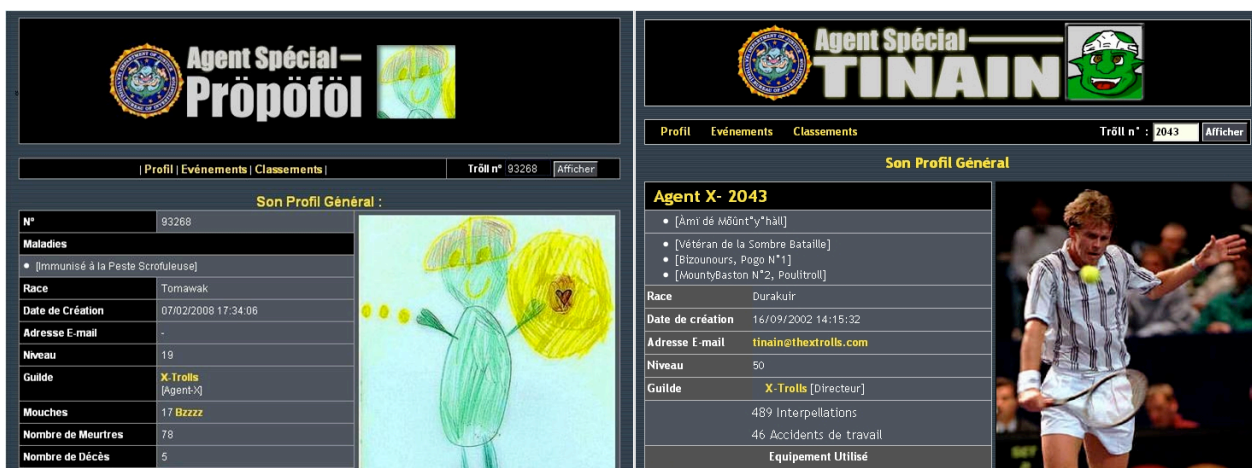 Agent Spécial
Pröpöföl
| Profil | Evénements | Classements |
Trõll n° 93268 Afficher
Son Profil Général :
N° 93268
Maladies
[Immunisé à la Peste Scrofuleuse]
Race Tomawak
Date de Création 07/02/2008 17:34:06
Adresse E-mail -
Niveau 19
Guilde X-Trolls
[Agent-X]
Mouches 17 Bzzzz
Nombre de Meurtres 78
Nombre de Décès 5
Agent Spécial
TINAIN
Profil Evénements Classements
Trõll n° : 2043 Afficher
Son Profil Général
Agent X- 2043
[Àmï dé Mõûnt*y*hàll]
[Vétéran de la Sombre Bataille]
[Bizounours, Pogo N°1]
[MountyBaston N°2, Poulitroll]
Race Durakuir
Date de création 16/09/2002 14:15:32
Adresse E-mail tinain@thextrolls.com
Niveau 50
Guilde X-Trolls [Directeur]
489 Interpellations
46 Accidents de travail
Equipement Utilisé